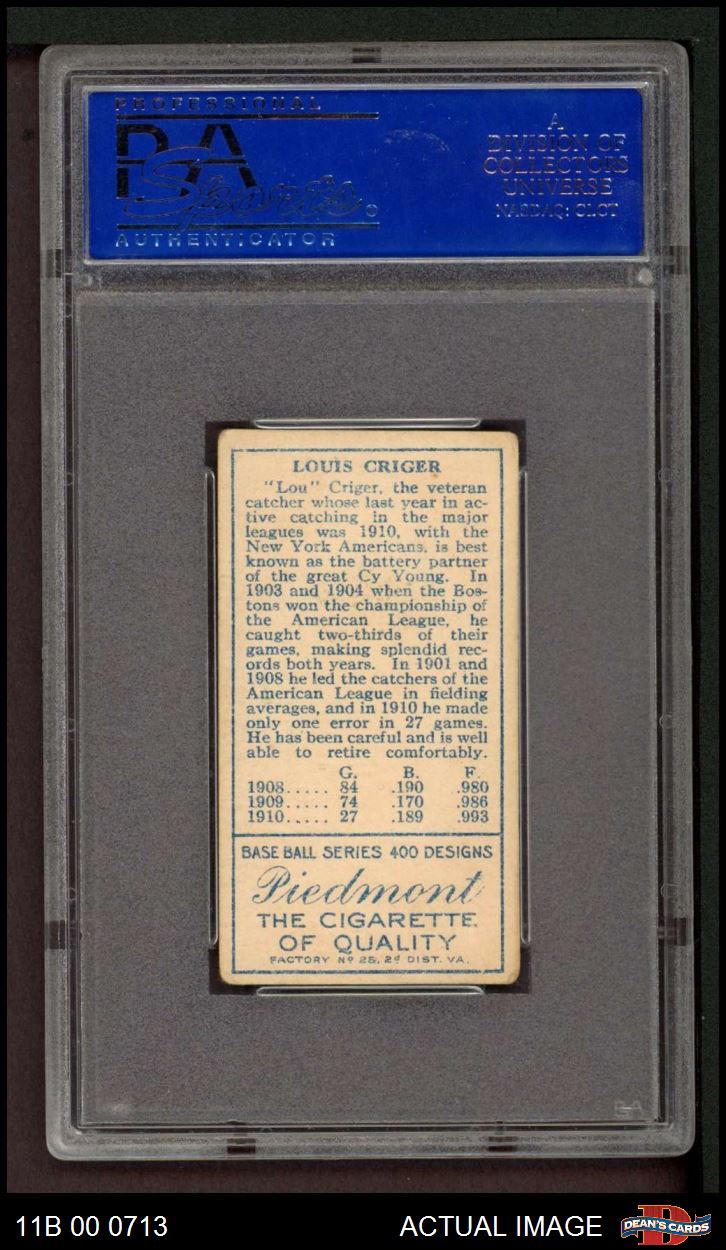 PROFESSIONAL
PSA
Sports
AUTHENTICATOR
A
DIVISION OF
COLLECTORS
UNIVERSE
NASDAQ: CLCT
LOUIS CRIGER
"Lou" Criger, the veteran
catcher whose last year in ac-
tive catching in the major
leagues was 1910, with the
New York Americans, is best
known as the battery partner
of the great Cy Young. In
1903 and 1904 when the Bos-
tons won the championship of
the American League, he
caught two-thirds of their
games, making splendid rec-
ords both years. In 1901 and
1908 he led the catchers of the
American League in fielding
averages, and in 1910 he made
only one error in 27 games.
He has been careful and is well
able to retire comfortably.
G. B. F.
1908..... 84 .190 .980
1909..... 74 .170 .986
1910..... 27 .189 .993
BASE BALL SERIES 400 DESIGNS
Piedmont
THE CIGARETTE
OF QUALITY
FACTORY Nº 25, 2d DIST. VA.
PSA
11B 00 0713
ACTUAL IMAGE
D
DEAN'S CARDS